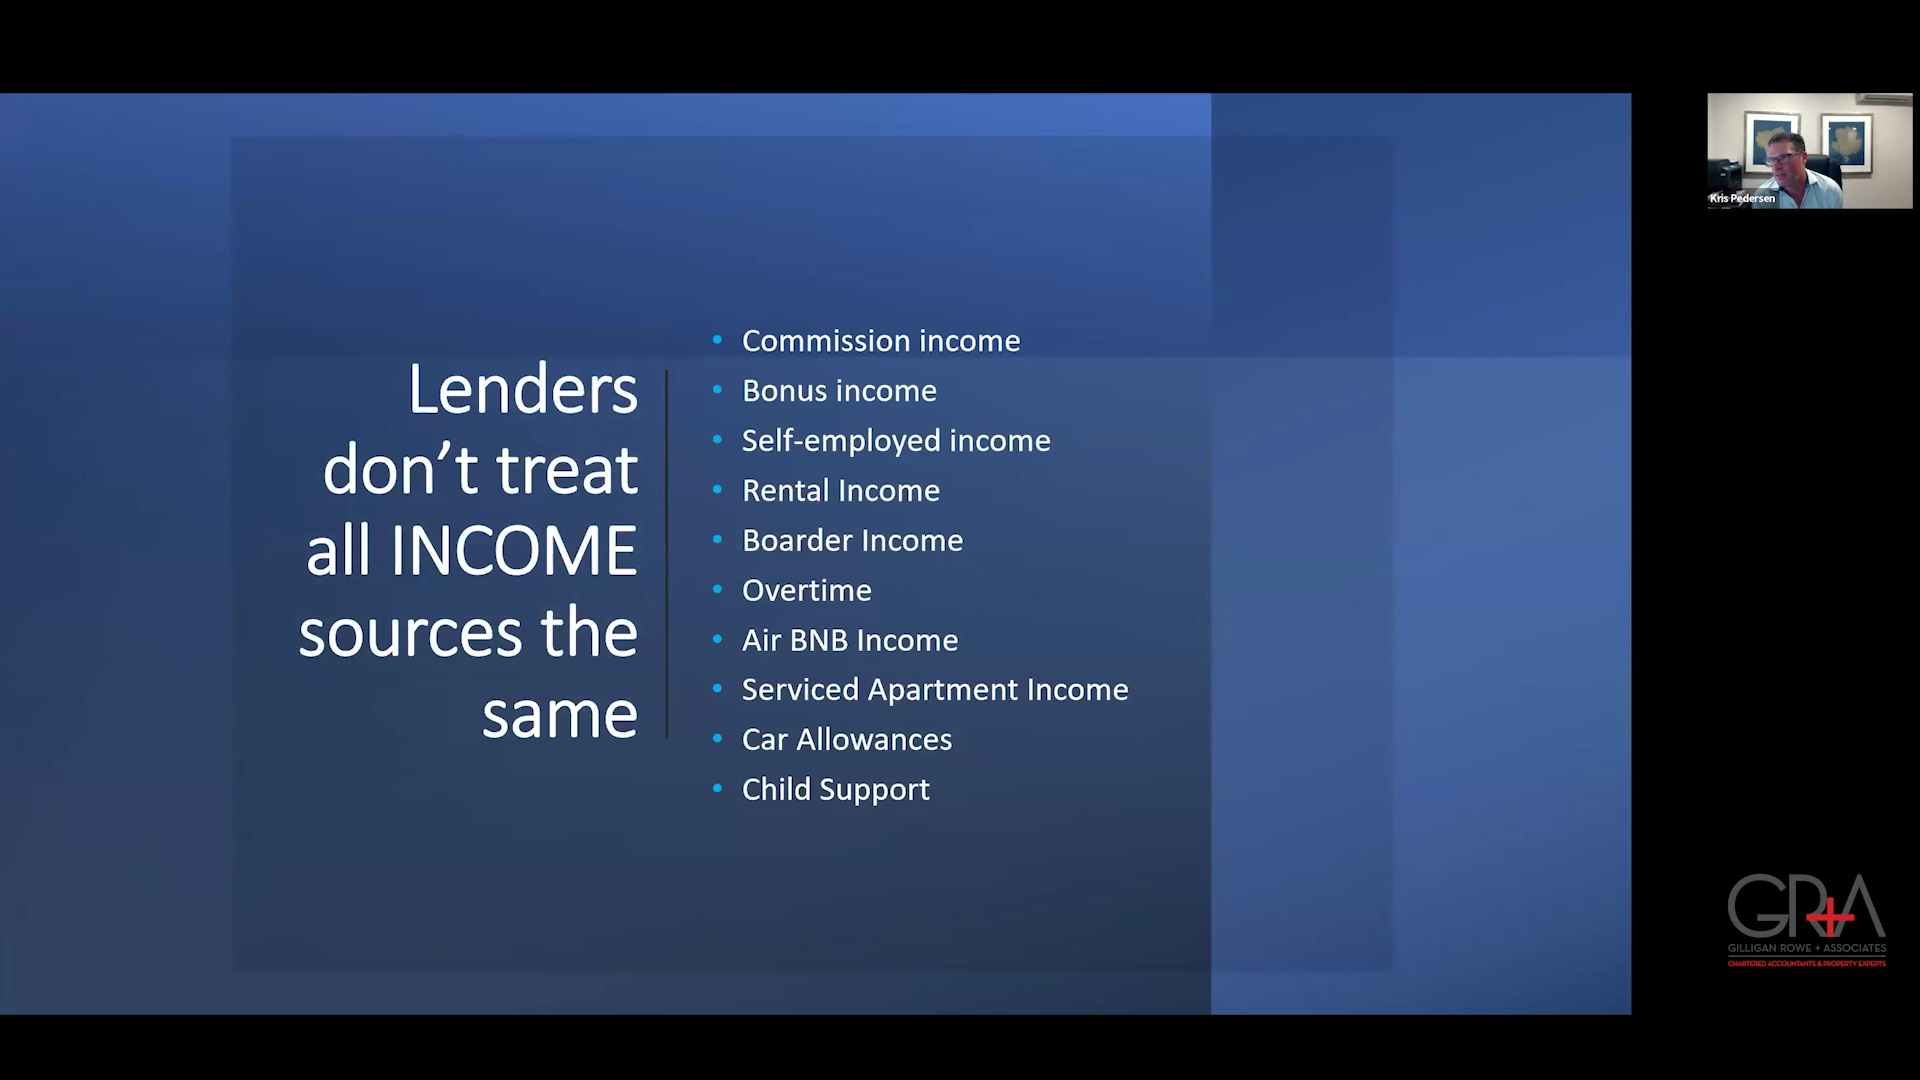 Lenders
don’t treat
all INCOME
sources the
same
• Commission income
• Bonus income
• Self-employed income
• Rental Income
• Boarder Income
• Overtime
• Air BNB Income
• Serviced Apartment Income
• Car Allowances
• Child Support
Kris Pedersen
GR+A
GILLIGAN ROWE + ASSOCIATES
CHARTERED ACCOUNTANTS & PROPERTY EXPERTS